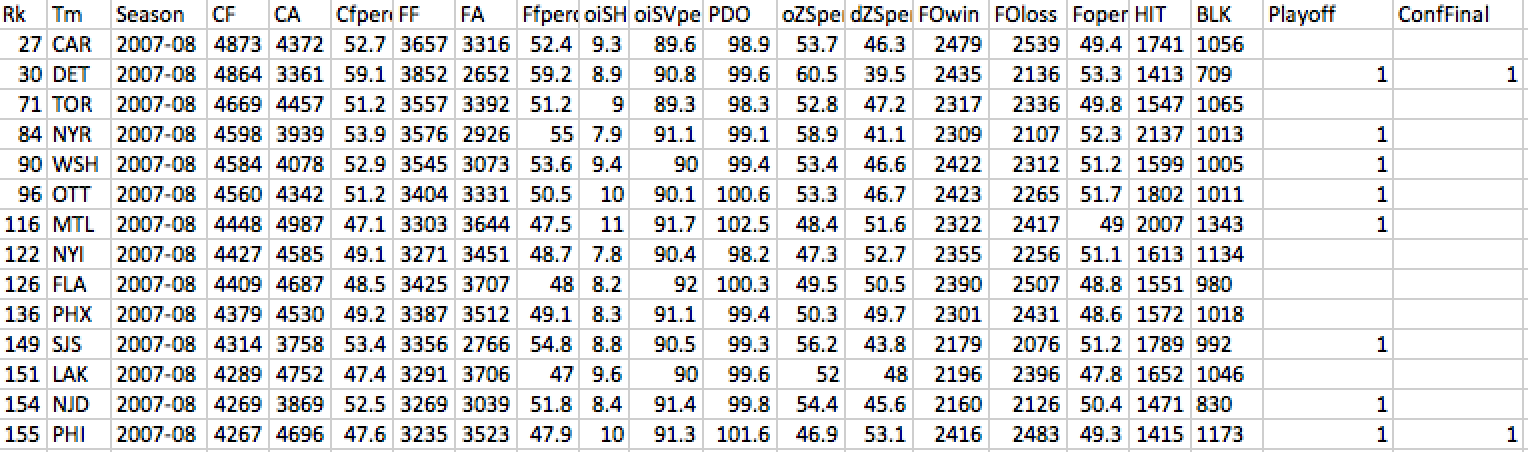 Rk Tm Season CF CA Cfperc FF FA Ffperc oiSH oiSVpe PDO oZSper dZSper FOwin FOloss Foper HIT BLK Playoff ConfFinal
27 CAR 2007-08 4873 4372 52.7 3657 3316 52.4 9.3 89.6 98.9 53.7 46.3 2479 2539 49.4 1741 1056
30 DET 2007-08 4864 3361 59.1 3852 2652 59.2 8.9 90.8 99.6 60.5 39.5 2435 2136 53.3 1413 709 1 1
71 TOR 2007-08 4669 4457 51.2 3557 3392 51.2 9 89.3 98.3 52.8 47.2 2317 2336 49.8 1547 1065
84 NYR 2007-08 4598 3939 53.9 3576 2926 55 7.9 91.1 99.1 58.9 41.1 2309 2107 52.3 2137 1013 1
90 WSH 2007-08 4584 4078 52.9 3545 3073 53.6 9.4 90 99.4 53.4 46.6 2422 2312 51.2 1599 1005 1
96 OTT 2007-08 4560 4342 51.2 3404 3331 50.5 10 90.1 100.6 53.3 46.7 2423 2265 51.7 1802 1011 1
116 MTL 2007-08 4448 4987 47.1 3303 3644 47.5 11 91.7 102.5 48.4 51.6 2322 2417 49 2007 1343 1
122 NYI 2007-08 4427 4585 49.1 3271 3451 48.7 7.8 90.4 98.2 47.3 52.7 2355 2256 51.1 1613 1134
126 FLA 2007-08 4409 4687 48.5 3425 3707 48 8.2 92 100.3 49.5 50.5 2390 2507 48.8 1551 980
136 PHX 2007-08 4379 4530 49.2 3387 3512 49.1 8.3 91.1 99.4 50.3 49.7 2301 2431 48.6 1572 1018
149 SJS 2007-08 4314 3758 53.4 3356 2766 54.8 8.8 90.5 99.3 56.2 43.8 2179 2076 51.2 1789 992 1
151 LAK 2007-08 4289 4752 47.4 3291 3706 47 9.6 90 99.6 52 48 2196 2396 47.8 1652 1046
154 NJD 2007-08 4269 3869 52.5 3269 3039 51.8 8.4 91.4 99.8 54.4 45.6 2160 2126 50.4 1471 830 1
155 PHI 2007-08 4267 4696 47.6 3235 3523 47.9 10 91.3 101.6 46.9 53.1 2416 2483 49.3 1415 1173 1 1